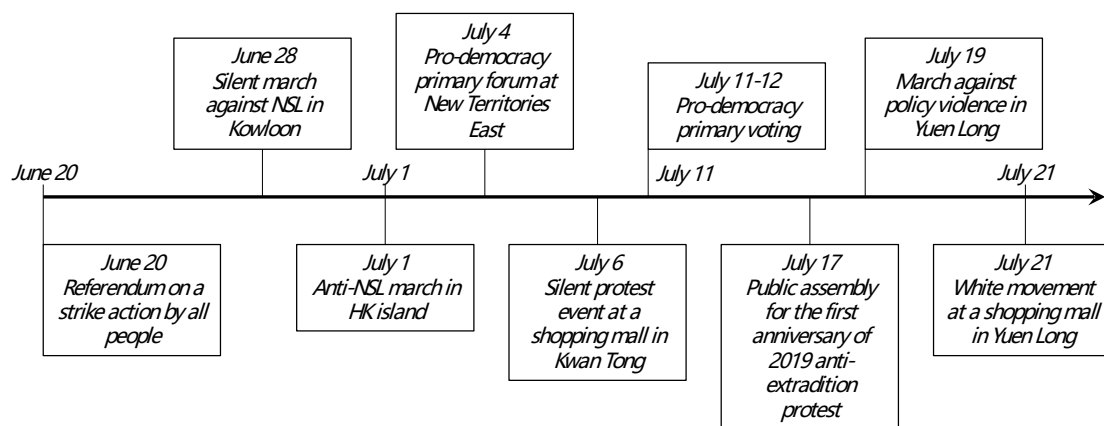 June 28
Silent march
against NSL in
Kowloon
July 4
Pro-democracy
primary forum at
New Territories
East
July 11-12
Pro-democracy
primary voting
July 19
March against
policy violence in
Yuen Long
June 20
July 1
July 11
July 21
June 20
Referendum on a
strike action by all
people
July 1
Anti-NSL march in
HK island
July 6
Silent protest
event at a
shopping mall in
Kwan Tong
July 17
Public assembly
for the first
anniversary of
2019 anti-
extradition
protest
July 21
White movement
at a shopping mall
in Yuen Long